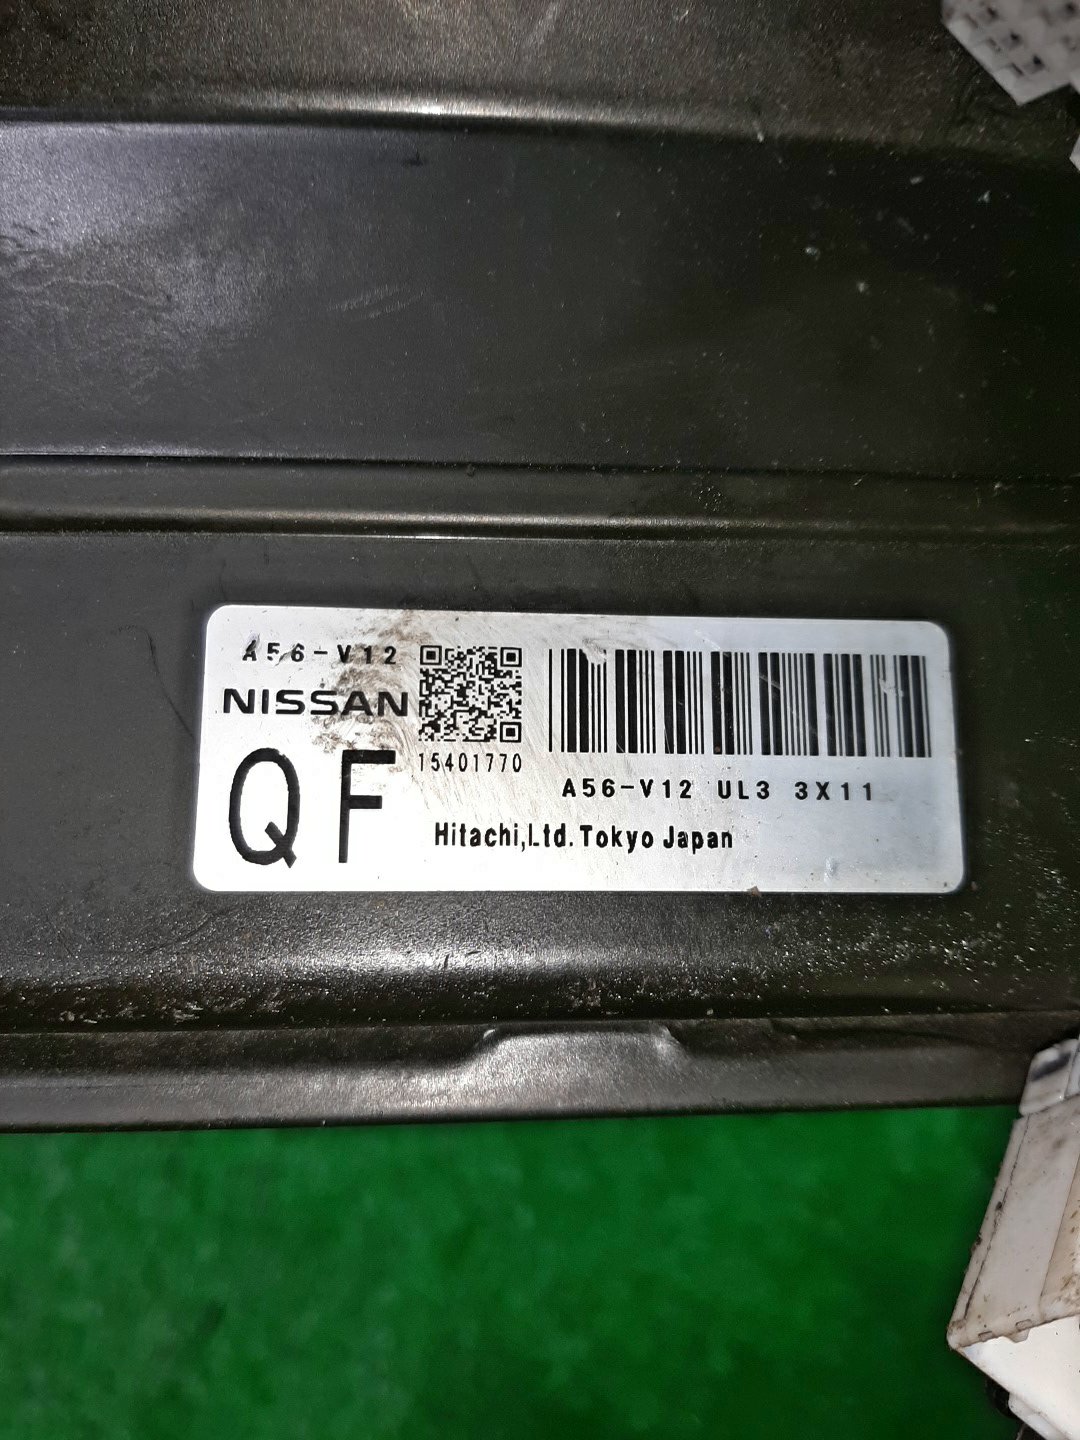 A56-V12
NISSAN
QF
15401770
A56-V12 UL3 3X11
Hitachi,Ltd. Tokyo Japan